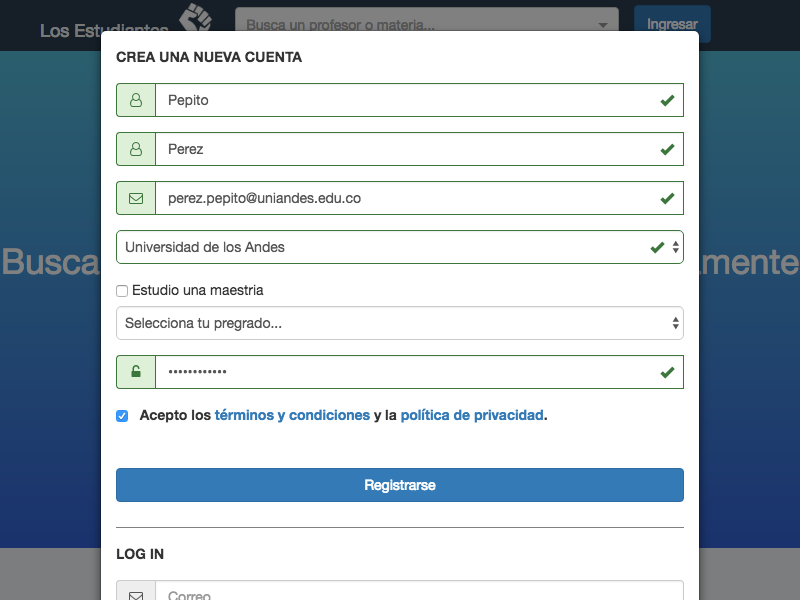 Los Estudiantes
Busca un profesor o materia...
Ingresar
CREA UNA NUEVA CUENTA
Pepito
Perez
perez.pepito@uniandes.edu.co
Universidad de los Andes
Busca
amente
Estudio una maestria
Selecciona tu pregrado...
••••••••••••
Acepto los términos y condiciones y la política de privacidad.
Registrarse
LOG IN
Correo